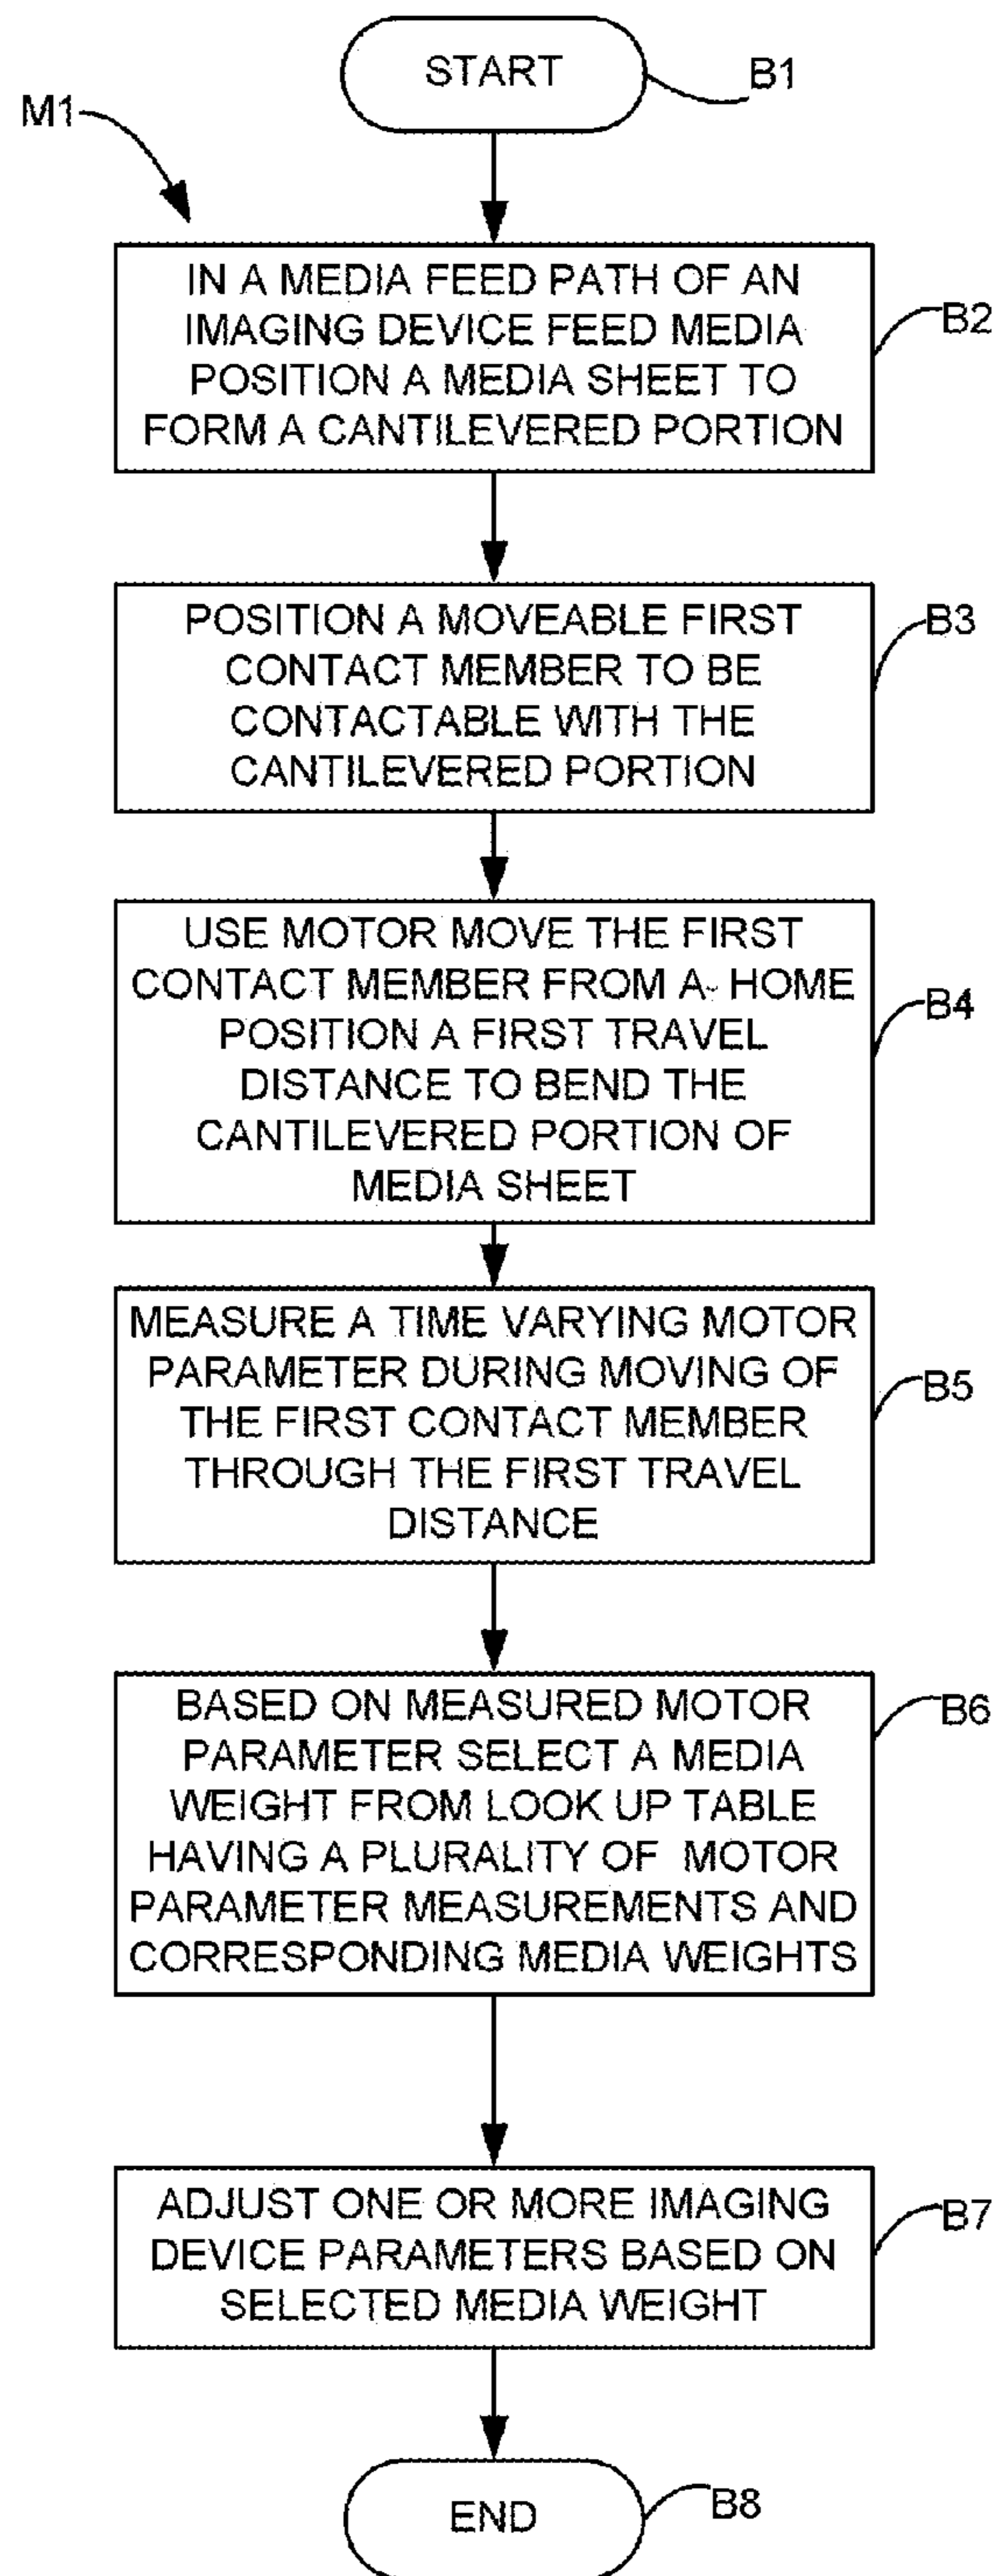 START
B1
M1
IN A MEDIA FEED PATH OF AN
IMAGING DEVICE FEED MEDIA
POSITION A MEDIA SHEET TO
FORM A CANTILEVERED PORTION
B2
POSITION A MOVEABLE FIRST
CONTACT MEMBER TO BE
CONTACTABLE WITH THE
CANTILEVERED PORTION
B3
USE MOTOR MOVE THE FIRST
CONTACT MEMBER FROM A- HOME
POSITION A FIRST TRAVEL
DISTANCE TO BEND THE
CANTILEVERED PORTION OF
MEDIA SHEET
B4
MEASURE A TIME VARYING MOTOR
PARAMETER DURING MOVING OF
THE FIRST CONTACT MEMBER
THROUGH THE FIRST TRAVEL
DISTANCE
B5
BASED ON MEASURED MOTOR
PARAMETER SELECT A MEDIA
WEIGHT FROM LOOK UP TABLE
HAVING A PLURALITY OF MOTOR
PARAMETER MEASUREMENTS AND
CORRESPONDING MEDIA WEIGHTS
B6
ADJUST ONE OR MORE IMAGING
DEVICE PARAMETERS BASED ON
SELECTED MEDIA WEIGHT
B7
END
B8